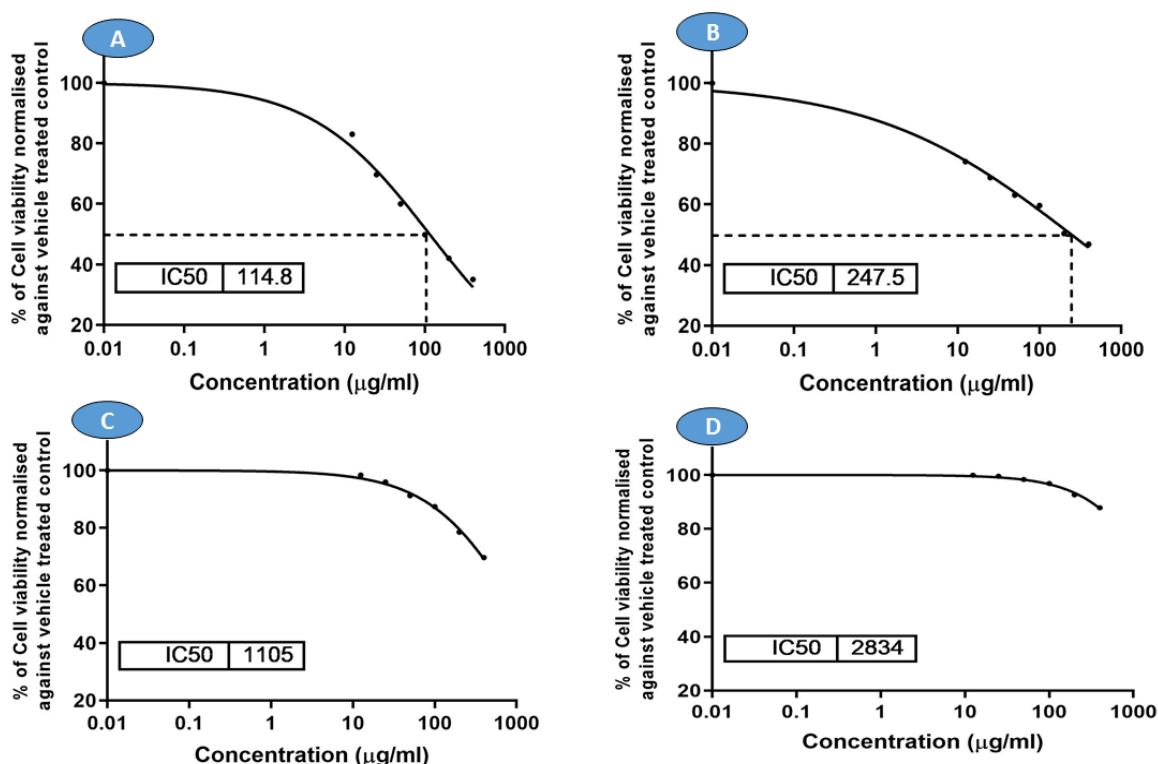 A
% of Cell viability normalised
against vehicle treated control
100
80
60
40
20
IC50 114.8
0.01 0.1 1 10 100 1000
Concentration (µg/ml)
B
% of Cell viability normalised
against vehicle treated control
100
80
60
40
20
IC50 247.5
0.01 0.1 1 10 100 1000
Concentration (µg/ml)
C
% of Cell viability normalised
against vehicle treated control
100
80
60
40
20
IC50 1105
0.01 0.1 1 10 100 1000
Concentration (µg/ml)
D
% of Cell viability normalised
against vehicle treated control
100
80
60
40
20
IC50 2834
0.01 0.1 1 10 100 1000
Concentration (µg/ml)